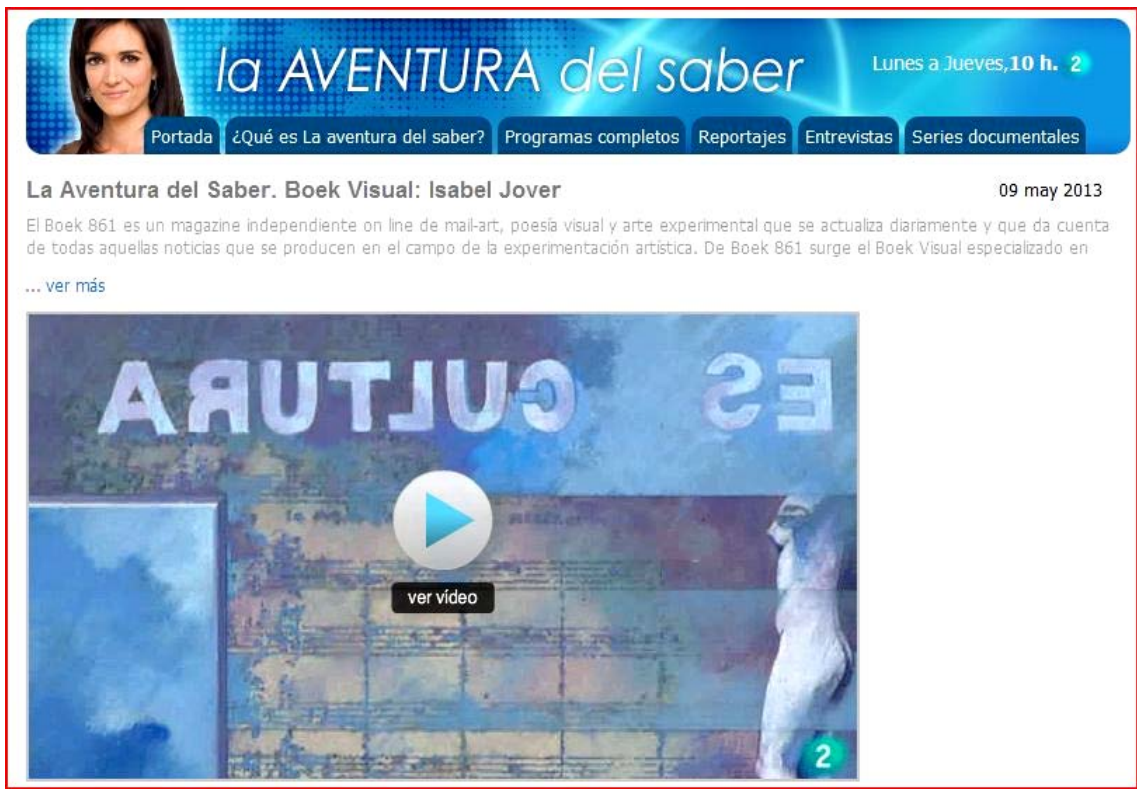 la AVENTURA del saber
Lunes a Jueves, 10 h. 2
Portada ¿Qué es La aventura del saber? Programas completos Reportajes Entrevistas Series documentales
La Aventura del Saber. Boek Visual: Isabel Jover
09 may 2013
El Boek 861 es un magazine independiente on line de mail-art, poesía visual y arte experimental que se actualiza diariamente y que da cuenta
de todas aquellas noticias que se producen en el campo de la experimentación artística. De Boek 861 surge el Boek Visual especializado en
... ver más
ES CULTURA
ver vídeo
2